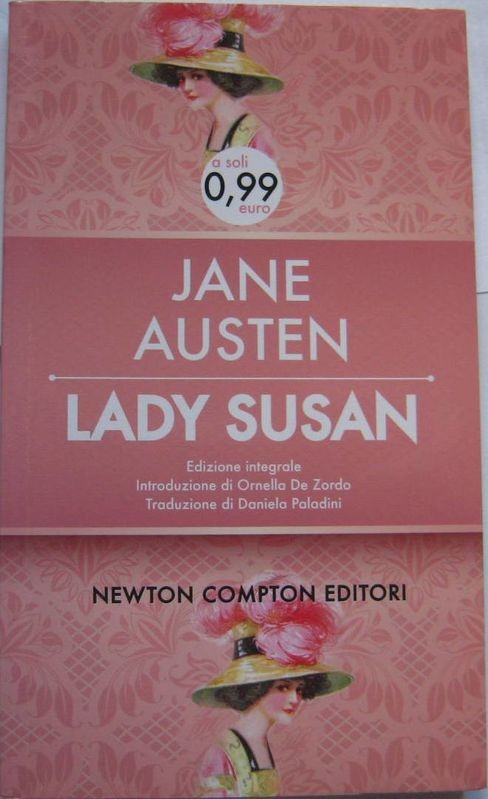 a soli
0,99
euro
JANE
AUSTEN
LADY SUSAN
Edizione integrale
Introduzione di Ornella De Zordo
Traduzione di Daniela Paladini
NEWTON COMPTON EDITORI